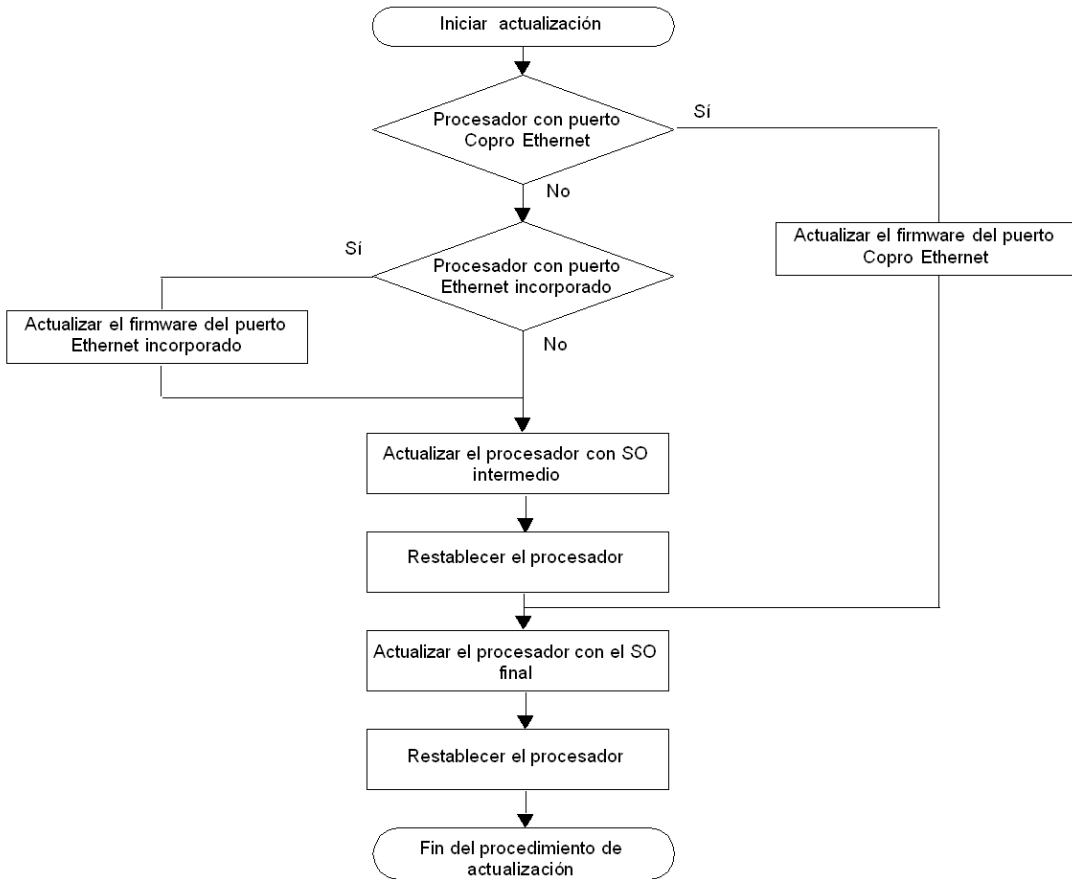 Iniciar actualización
Procesador con puerto
Copro Ethernet
Sí
No
Actualizar el firmware del puerto
Copro Ethernet
Sí
Procesador con puerto
Ethernet incorporado
Actualizar el firmware del puerto
Ethernet incorporado
No
Actualizar el procesador con SO
intermedio
Restablecer el procesador
Actualizar el procesador con el SO
final
Restablecer el procesador
Fin del procedimiento de
actualización